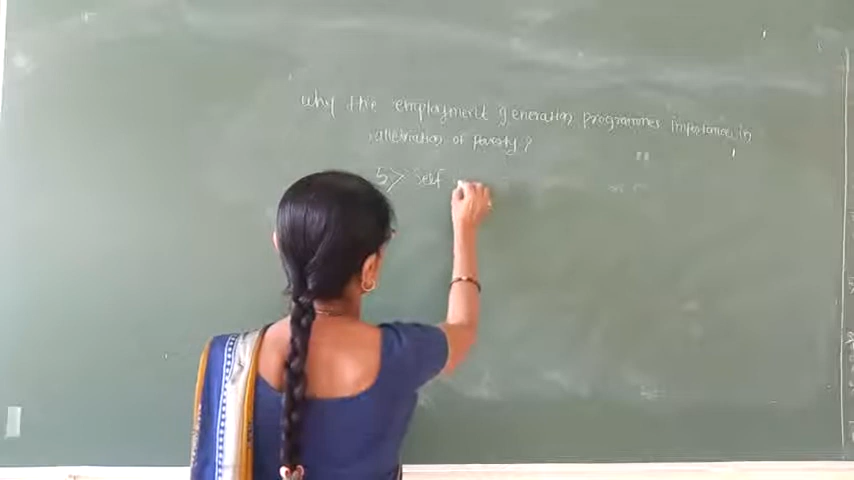 why the employment generation programmes importance in
alleviation of Poverty?
5> Self